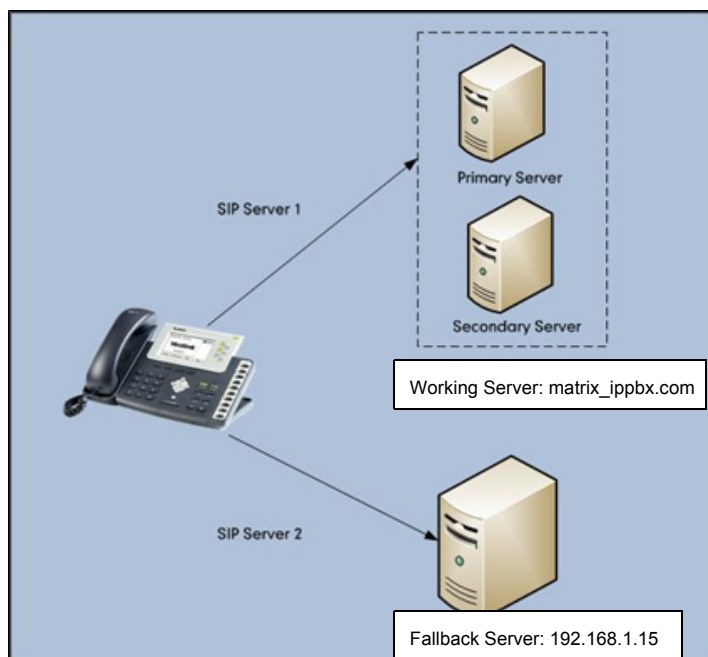 Primary Server
SIP Server 1
Secondary Server
Working Server: matrix_ippbx.com
SIP Server 2
Fallback Server: 192.168.1.15